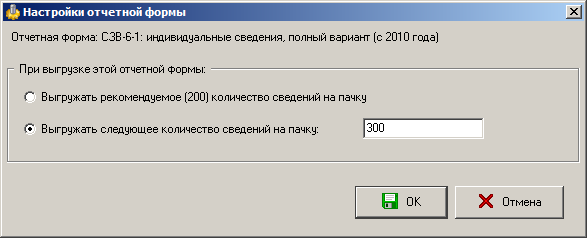 Настройки отчетной формы
Отчетная форма: СЗВ-6-1: индивидуальные сведения, полный вариант (с 2010 года)
При выгрузке этой отчетной формы:
Выгружать рекомендуемое (200) количество сведений на пачку
Выгружать следующее количество сведений на пачку: 300
OK Отмена